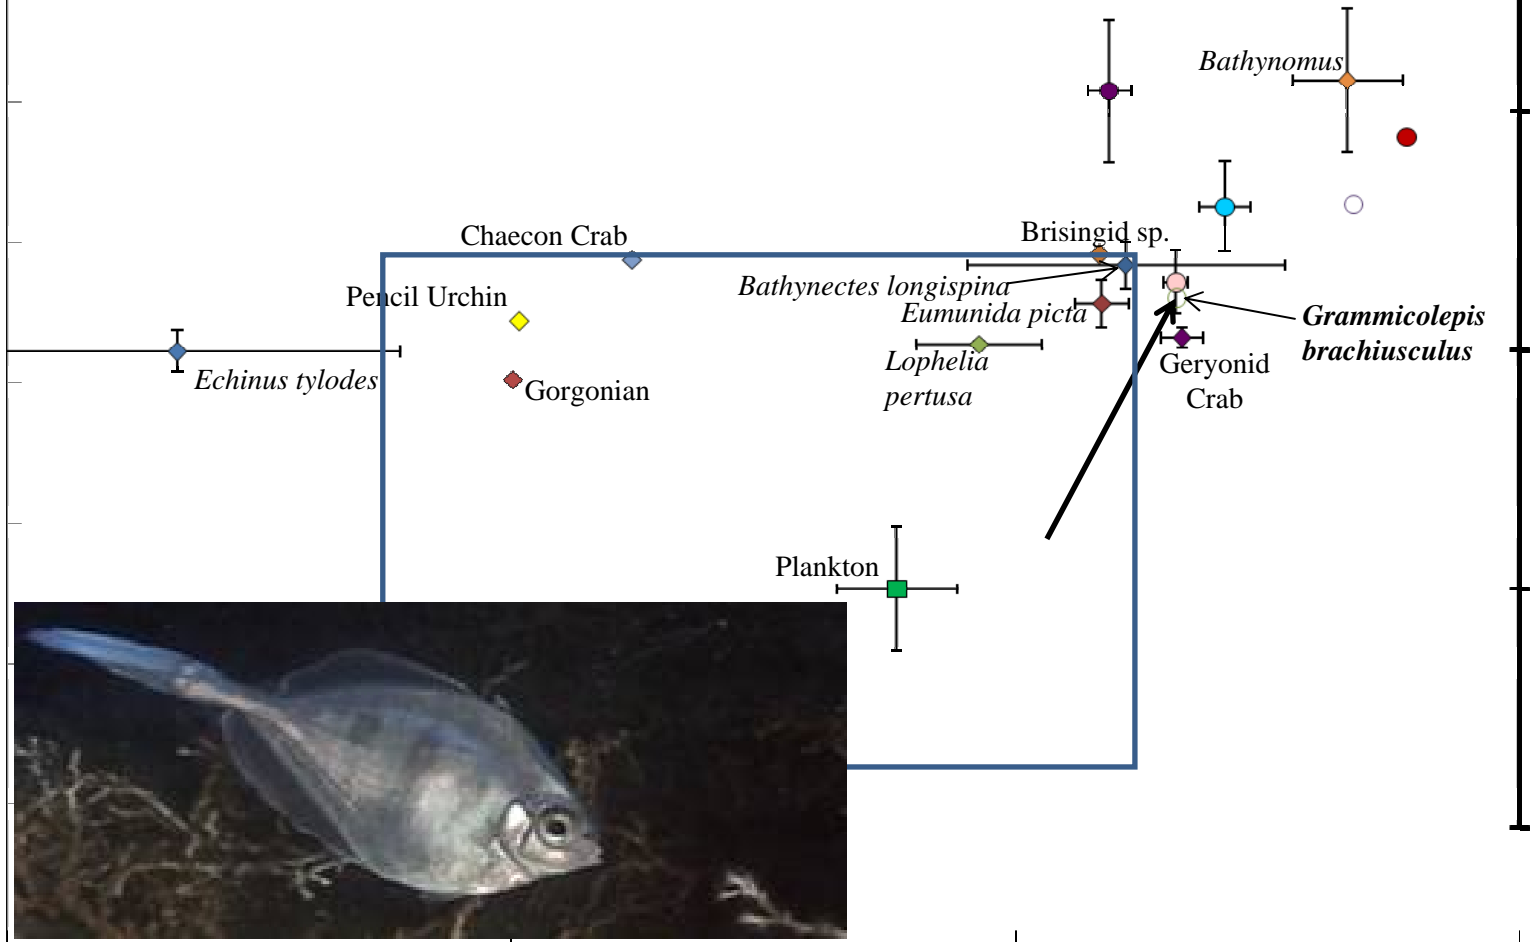 Bathynomus
Chaecon Crab
Brisingid sp.
Bathynectes longispina
Pencil Urchin
Eumunida picta
Grammicolepis
brachiusculus
Echinus tylodes
Lophelia
pertusa
Geryonid
Crab
Gorgonian
Plankton